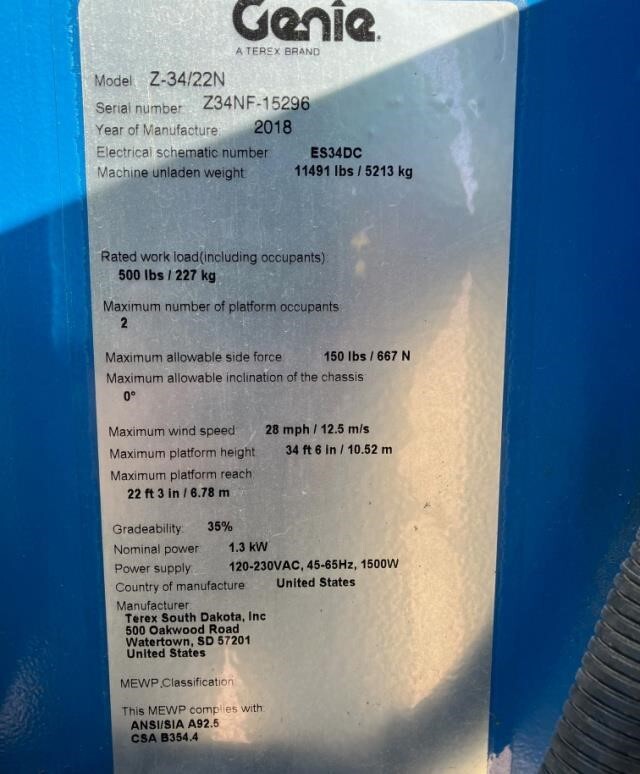 Genie.
A TEREX BRAND
Model Z-34/22N
Serial number Z34NF-15296
Year of Manufacture: 2018
Electrical schematic number ES34DC
Machine unladen weight 11491 lbs / 5213 kg
Rated work load(including occupants)
500 lbs / 227 kg
Maximum number of platform occupants
2
Maximum allowable side force 150 lbs / 667 N
Maximum allowable inclination of the chassis:
0°
Maximum wind speed 28 mph / 12.5 m/s
Maximum platform height 34 ft 6 in / 10.52 m
Maximum platform reach:
22 ft 3 in / 6.78 m
Gradeability: 35%
Nominal power 1.3 kW
Power supply: 120-230VAC, 45-65Hz, 1500W
Country of manufacture United States
Manufacturer:
Terex South Dakota, Inc
500 Oakwood Road
Watertown, SD 57201
United States
MEWP Classification:
This MEWP complies with:
ANSI/SIA A92.5
CSA B354.4